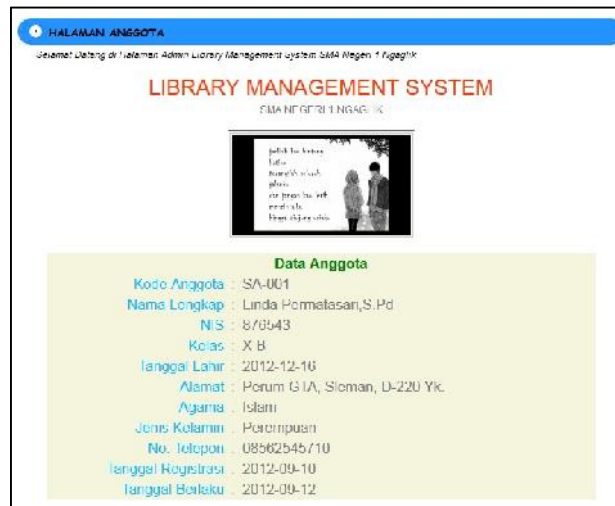 HALAMAN ANGGOTA
Selamat Datang di Halaman Admin Library Management System SMA Negeri 1 Ngaglik
LIBRARY MANAGEMENT SYSTEM
SMA NEGERI 1 NGAGLIK
Data Anggota
Kode Anggota : SA-001
Nama Lengkap : Linda Permatasari,S.Pd
NIS : 876543
Kelas : X B
Tanggal Lahir : 2012-12-16
Alamat : Perum GTA, Sleman, D-220 Yk.
Agama : Islam
Jenis Kelamin : Perempuan
No. Telepon : 08562545710
Tanggal Registrasi : 2012-09-10
Tanggal Berlaku : 2012-09-12